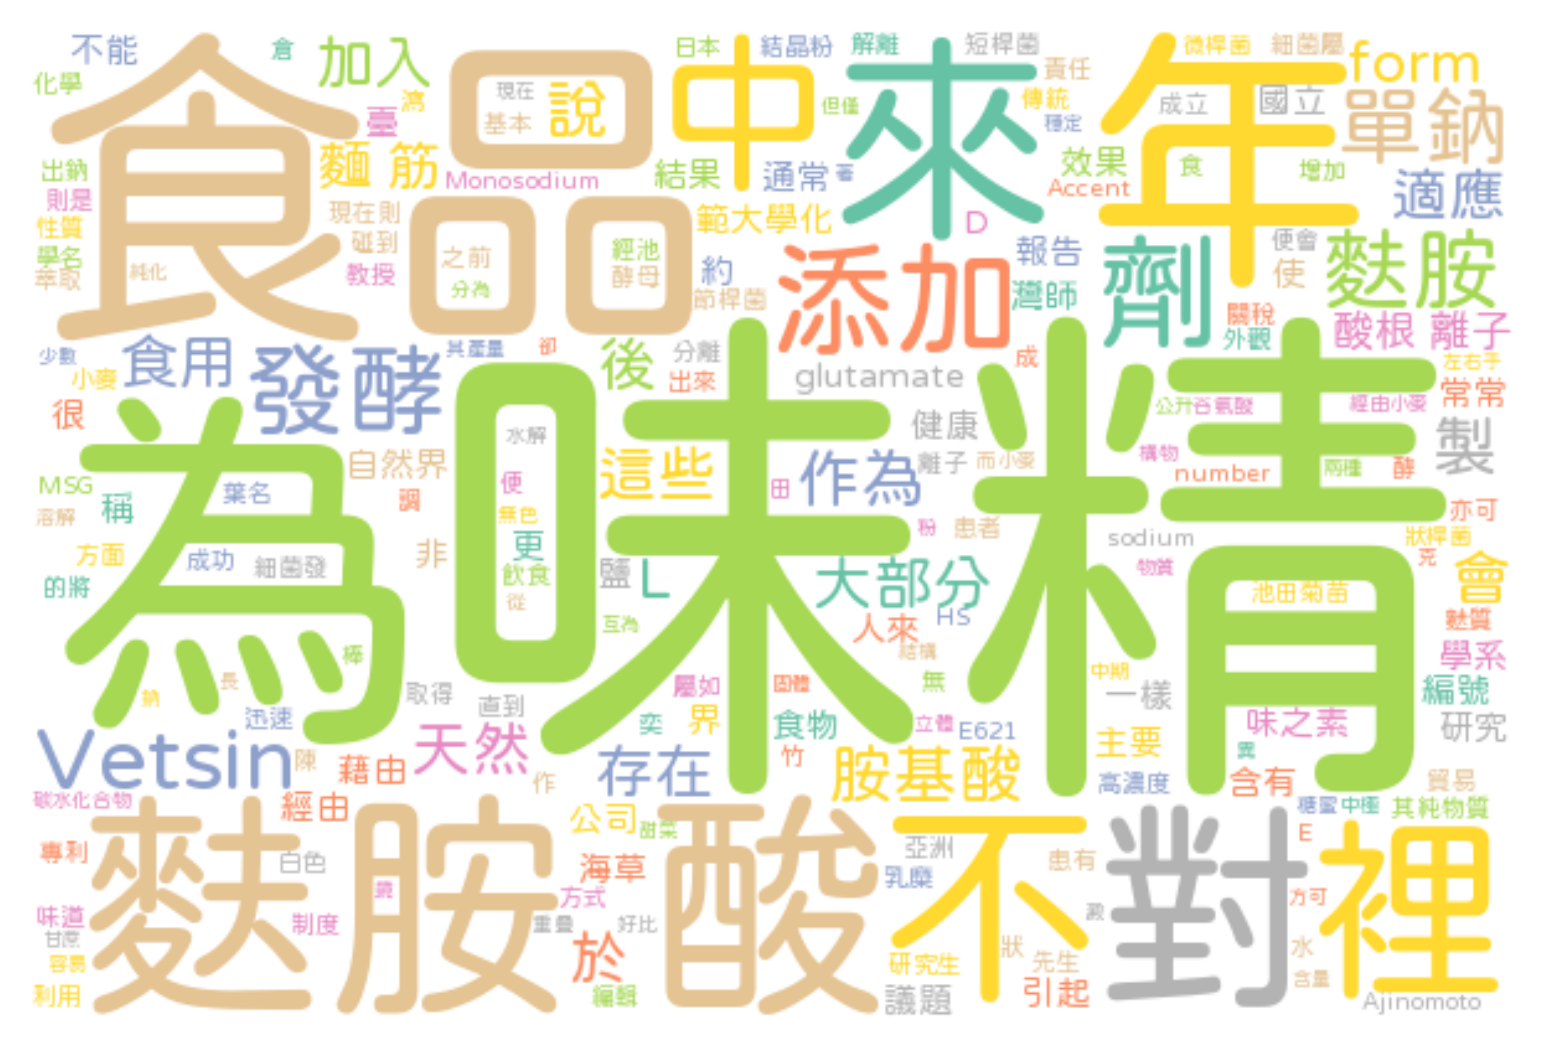 不能
倉
加入
日本
結晶粉
解離
短桿菌
微桿菌
細菌屬
form
化學
瀉
臺
食品
現在
說
基本
中
但僅
來
傳統
責任
穩定
年
成立
國立
單鈉
麵筋
Monosodium
結果
通常
著
效果
Accent
食
增加
適應
出鈉
則是
性質
學名
萃取
純化
現在則
碰到
教授
之前
分為
經池
酵母
範大學化
約
節桿菌
D
添加
報告
灣師
劑
便會
使
麩胺
關稅
外觀
酸根
離子
少數
小麥
很
食用
發酵
其產量
卻
後
分離
出來
glutamate
成
公升谷氨酸
左右手
經由小麥
常常
為
味精
水解
便
無色
更
飲食
從
健康
這些
田
作為
離子
而小麥
構物
number
兩種
酵
製
MSG
溶解
稱
葉名
自然界
調
方面
的將
成功
細菌發
非
粉
患者
sodium
物質
亦可
狀桿菌
克
會
鹽
L
大部分
互為
人來
HS
結構
池田菊苗
麩質
學系
棒
長
鈉
迅速
取得
直到
屬如
固體
無
奕
界
食物
立體
E621
中期
一樣
編號
Vetsin
陳
藉由
天然
作
存在
竹
胺基酸
主要
高濃度
味之素
異
含有
研究
貿易
碳水化合物
經由
公司
甜菜
糖蜜
中極
其純物質
專利
麩胺酸
白色
海草
方式
亞洲
乳糜
不
患有
對
E
方可
裡
味道
甘蔗
容易
利用
制度
重疊
好比
於
編輯
研究生
議題
狀
先生
引起
水
含量
Ajinomoto